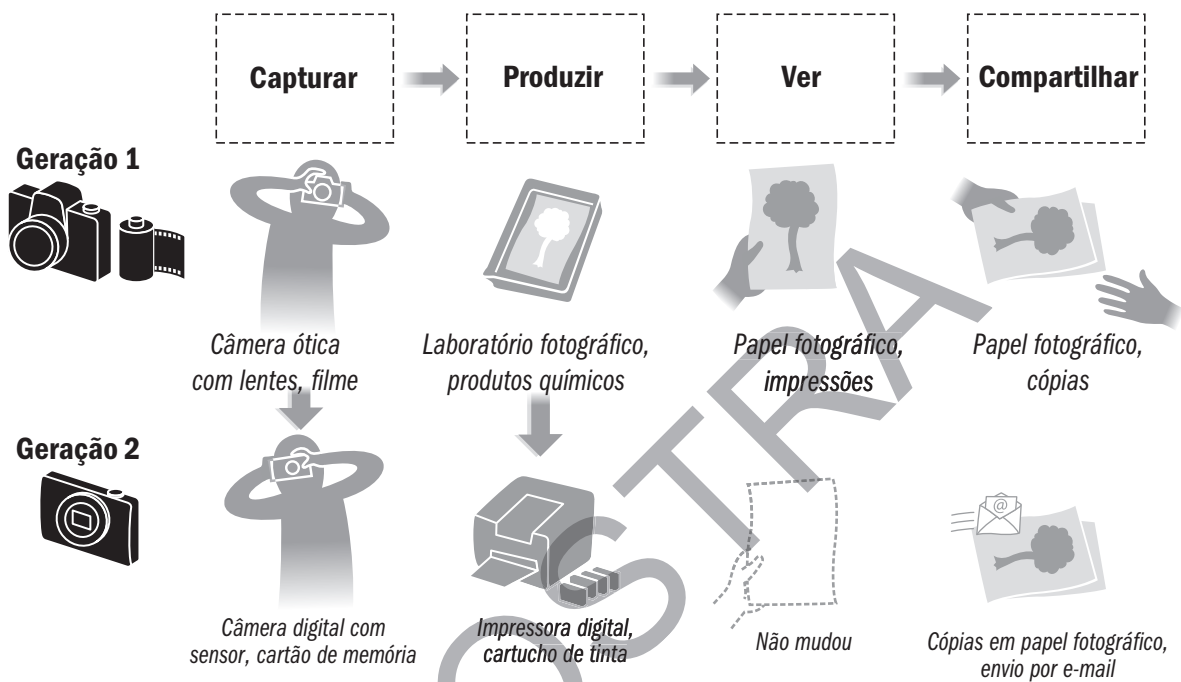 Capturar
Produzir
Ver
Compartilhar
Geração 1
Câmera ótica
com lentes, filme
Laboratório fotográfico,
produtos químicos
Papel fotográfico,
impressões
Papel fotográfico,
cópias
Geração 2
@
Câmera digital com
sensor, cartão de memória
Impressora digital,
cartucho de tinta
Não mudou
Cópias em papel fotográfico,
envio por e-mail
OSTRA